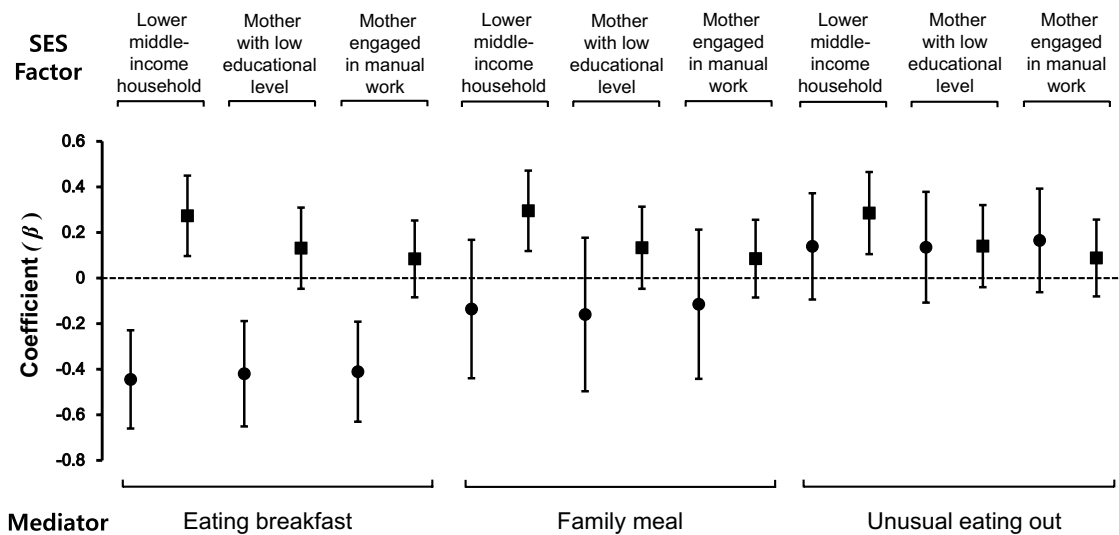 SES
Factor
Lower
middle-
income
household
Mother
with low
educational
level
Mother
engaged
in manual
work
Lower
middle-
income
household
Mother
with low
educational
level
Mother
engaged
in manual
work
Lower
middle-
income
household
Mother
with low
educational
level
Mother
engaged
in manual
work
Coefficient (β)
0.6
0.4
0.2
0
-0.2
-0.4
-0.6
-0.8
Mediator
Eating breakfast
Family meal
Unusual eating out